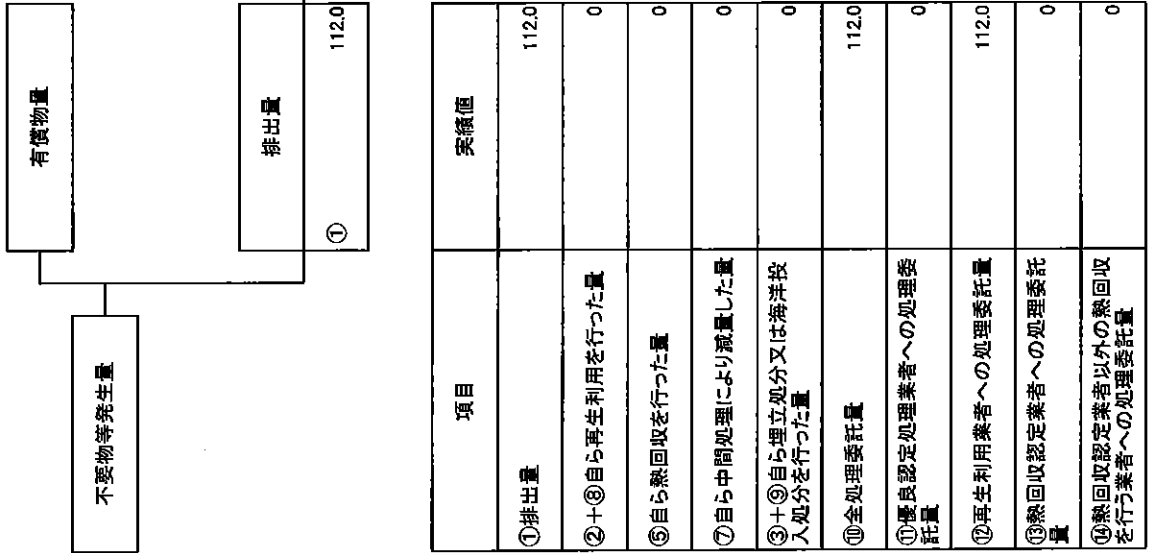 不要物等発生量
有償物量
排出量
① 112.0
項目 実績値
①排出量 112.0
②＋⑧自ら再生利用を行った量 0
⑤自ら熱回収を行った量 0
⑦自ら中間処理により減量した量 0
③＋⑨自ら埋立処分又は海洋投
入処分を行った量 0
⑩全処理委託量 112.0
⑪優良認定処理業者への処理委
託量 0
⑫再生利用業者への処理委託量 112.0
⑬熱回収認定業者への処理委託
量 0
⑭熱回収認定業者以外の熱回収
を行う業者への処理委託量 0